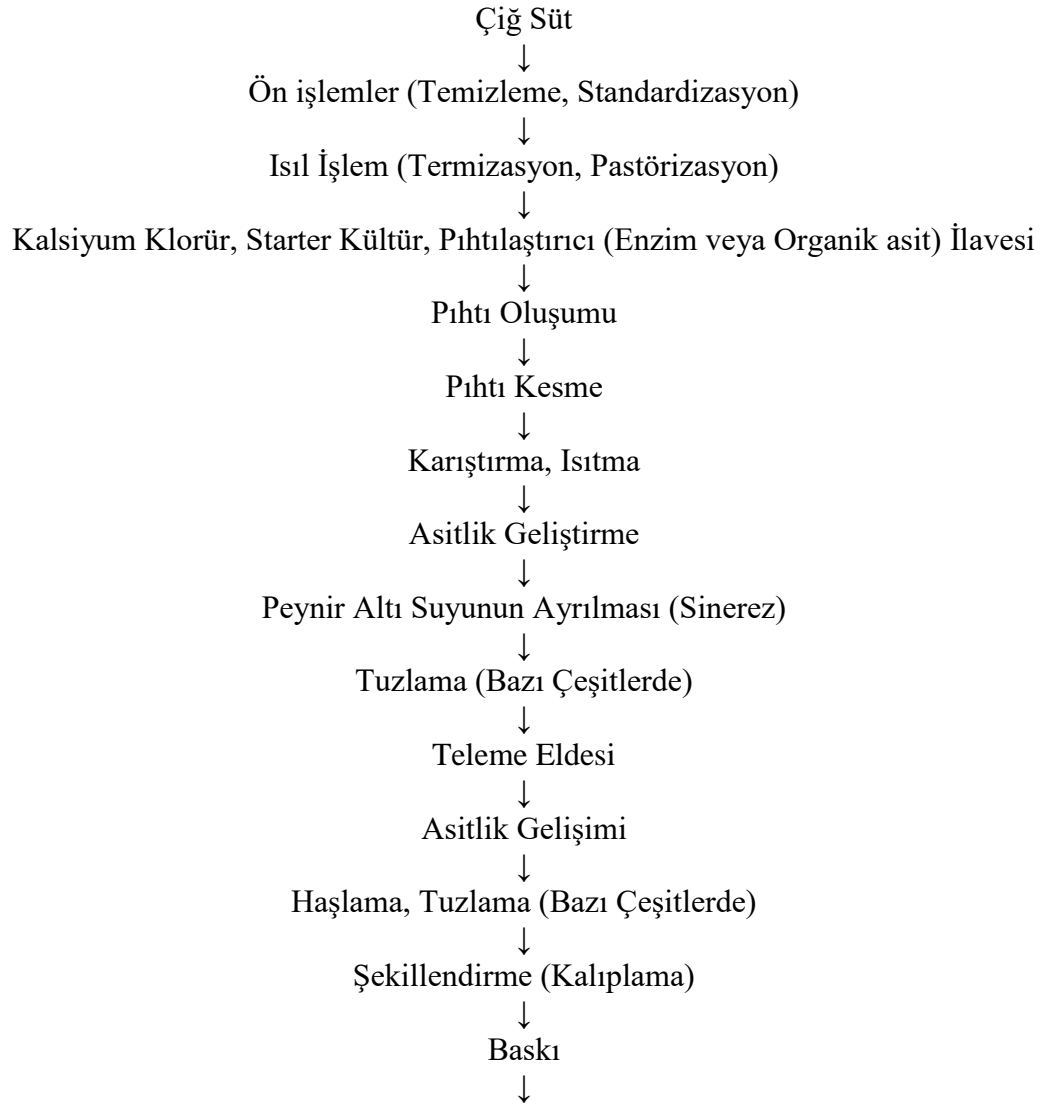 Çiğ Süt
↓
Ön işlemler (Temizleme, Standardizasyon)
↓
Isıl İşlem (Termizasyon, Pastörizasyon)
↓
Kalsiyum Klorür, Starter Kültür, Pıhtılaştırıcı (Enzim veya Organik asit) İlavesi
↓
Pıhtı Oluşumu
↓
Pıhtı Kesme
↓
Karıştırma, Isıtma
↓
Asitlik Geliştirme
↓
Peynir Altı Suyunun Ayrılması (Sinerez)
↓
Tuzlama (Bazı Çeşitlerde)
↓
Teleme Eldesi
↓
Asitlik Gelişimi
↓
Haşlama, Tuzlama (Bazı Çeşitlerde)
↓
Şekillendirme (Kalıplama)
↓
Baskı
↓